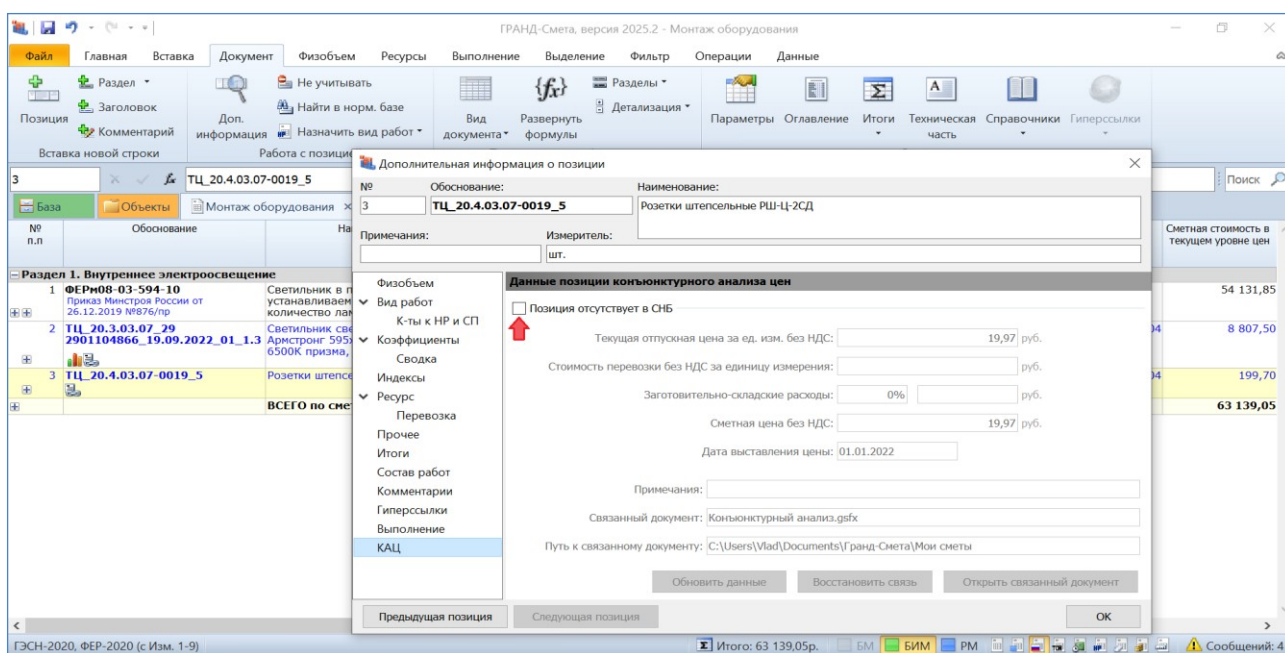 ГРАНД-Смета, версия 2025.2 - Монтаж оборудования
Файл Главная Вставка Документ Физобъем Ресурсы Выполнение Выделение Фильтр Операции Данные
Позиция
Раздел
Заголовок
Комментарий
Вставка новой строки
Доп. информация
Не учитывать
Найти в норм. базе
Назначить вид работ
Работа с позицие
Вид документа
Развернуть формулы
Разделы
Детализация
Параметры Оглавление Итоги Техническая часть Справочники Гиперссылки
3 fx ТЦ_20.4.03.07-0019_5
Поиск
База Объекты Монтаж оборудования
№ п.п
Обоснование
На
Сметная стоимость в текущем уровне цен
Раздел 1. Внутреннее электроосвещение
1 ФЕРм08-03-594-10 Светильник в п 54 131,85
Приказ Минстроя России от устанавливаем
26.12.2019 №876/пр количество лам
2 ТЦ_20.3.03.07_29 Светильник све 04 8 807,50
2901104866_19.09.2022_01_1.3 Армстронг 595х
6500К призма,
3 ТЦ_20.4.03.07-0019_5 Розетки штепсе 04 199,70
ВСЕГО по сме 63 139,05
Дополнительная информация о позиции
№ Обоснование: Наименование:
3 ТЦ_20.4.03.07-0019_5 Розетки штепсельные РШ-Ц-2СД
Примечания: Измеритель:
шт.
Физобъем
Вид работ
К-ты к НР и СП
Коэффициенты
Сводка
Индексы
Ресурс
Перевозка
Прочее
Итоги
Состав работ
Комментарии
Гиперссылки
Выполнение
КАЦ
Данные позиции конъюнктурного анализа цен
Позиция отсутствует в СНБ
Текущая отпускная цена за ед. изм. без НДС: 19,97 руб.
Стоимость перевозки без НДС за единицу измерения: руб.
Заготовительно-складские расходы: 0% руб.
Сметная цена без НДС: 19,97 руб.
Дата выставления цены: 01.01.2022
Примечания:
Связанный документ: Конъюнктурный анализ.gsfx
Путь к связанному документу: C:\Users\Vlad\Documents\Гранд-Смета\Мои сметы
Обновить данные Восстановить связь Открыть связанный документ
Предыдущая позиция Следующая позиция ОК
ГЭСН-2020, ФЕР-2020 (с Изм. 1-9) Итого: 63 139,05р. БМ БИМ РМ Сообщений: 4